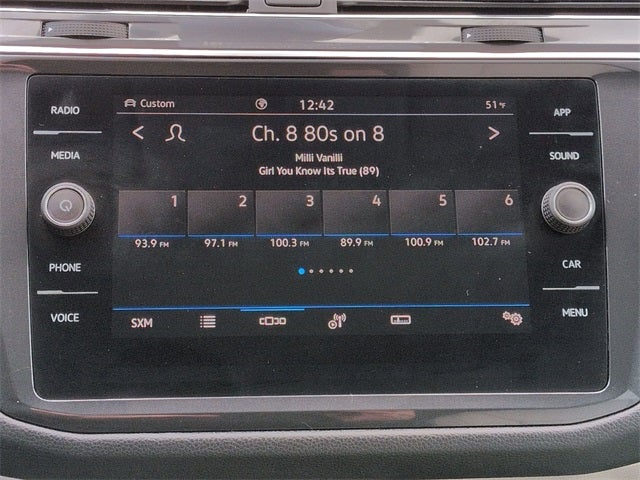 RADIO
MEDIA
PHONE
VOICE
Custom 12:42 51°F
Ch. 8 80s on 8
Milli Vanilli
Girl You Know Its True (89)
1 2 3 4 5 6
93.9 FM 97.1 FM 100.3 FM 89.9 FM 100.9 FM 102.7 FM
SXM
APP
SOUND
CAR
MENU